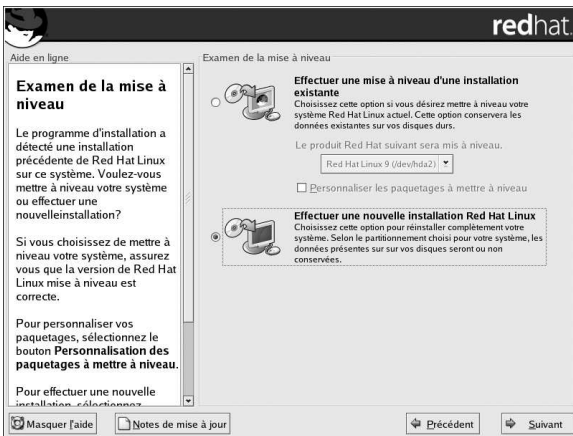 redhat.
Aide en ligne
Examen de la mise à
niveau
Le programme d'installation a
détecté une installation
précédente de Red Hat Linux
sur ce système. Voulez-vous
mettre à niveau votre système
ou effectuer une
nouvelleinstallation?
Si vous choisissez de mettre à
niveau votre système, assurez
vous que la version de Red Hat
Linux mise à niveau est
correcte.
Pour personnaliser vos
paquetages, sélectionnez le
bouton Personnalisation des
paquetages à mettre à niveau.
Pour effectuer une nouvelle
installation, sélectionnez
Examen de la mise à niveau
Effectuer une mise à niveau d'une installation
existante
Choisissez cette option si vous désirez mettre à niveau votre
système Red Hat Linux actuel. Cette option conservera les
données existantes sur vos disques durs.
Le produit Red Hat suivant sera mis à niveau.
Red Hat Linux 9 (/dev/hda2)
Personnaliser les paquetages à mettre à niveau
Effectuer une nouvelle installation Red Hat Linux
Choisissez cette option pour réinstaller complètement votre
système. Selon le partitionnement choisi pour votre système, les
données présentes sur sur vos disques seront ou non
conservées.
Masquer l'aide
Notes de mise à jour
Précédent
Suivant